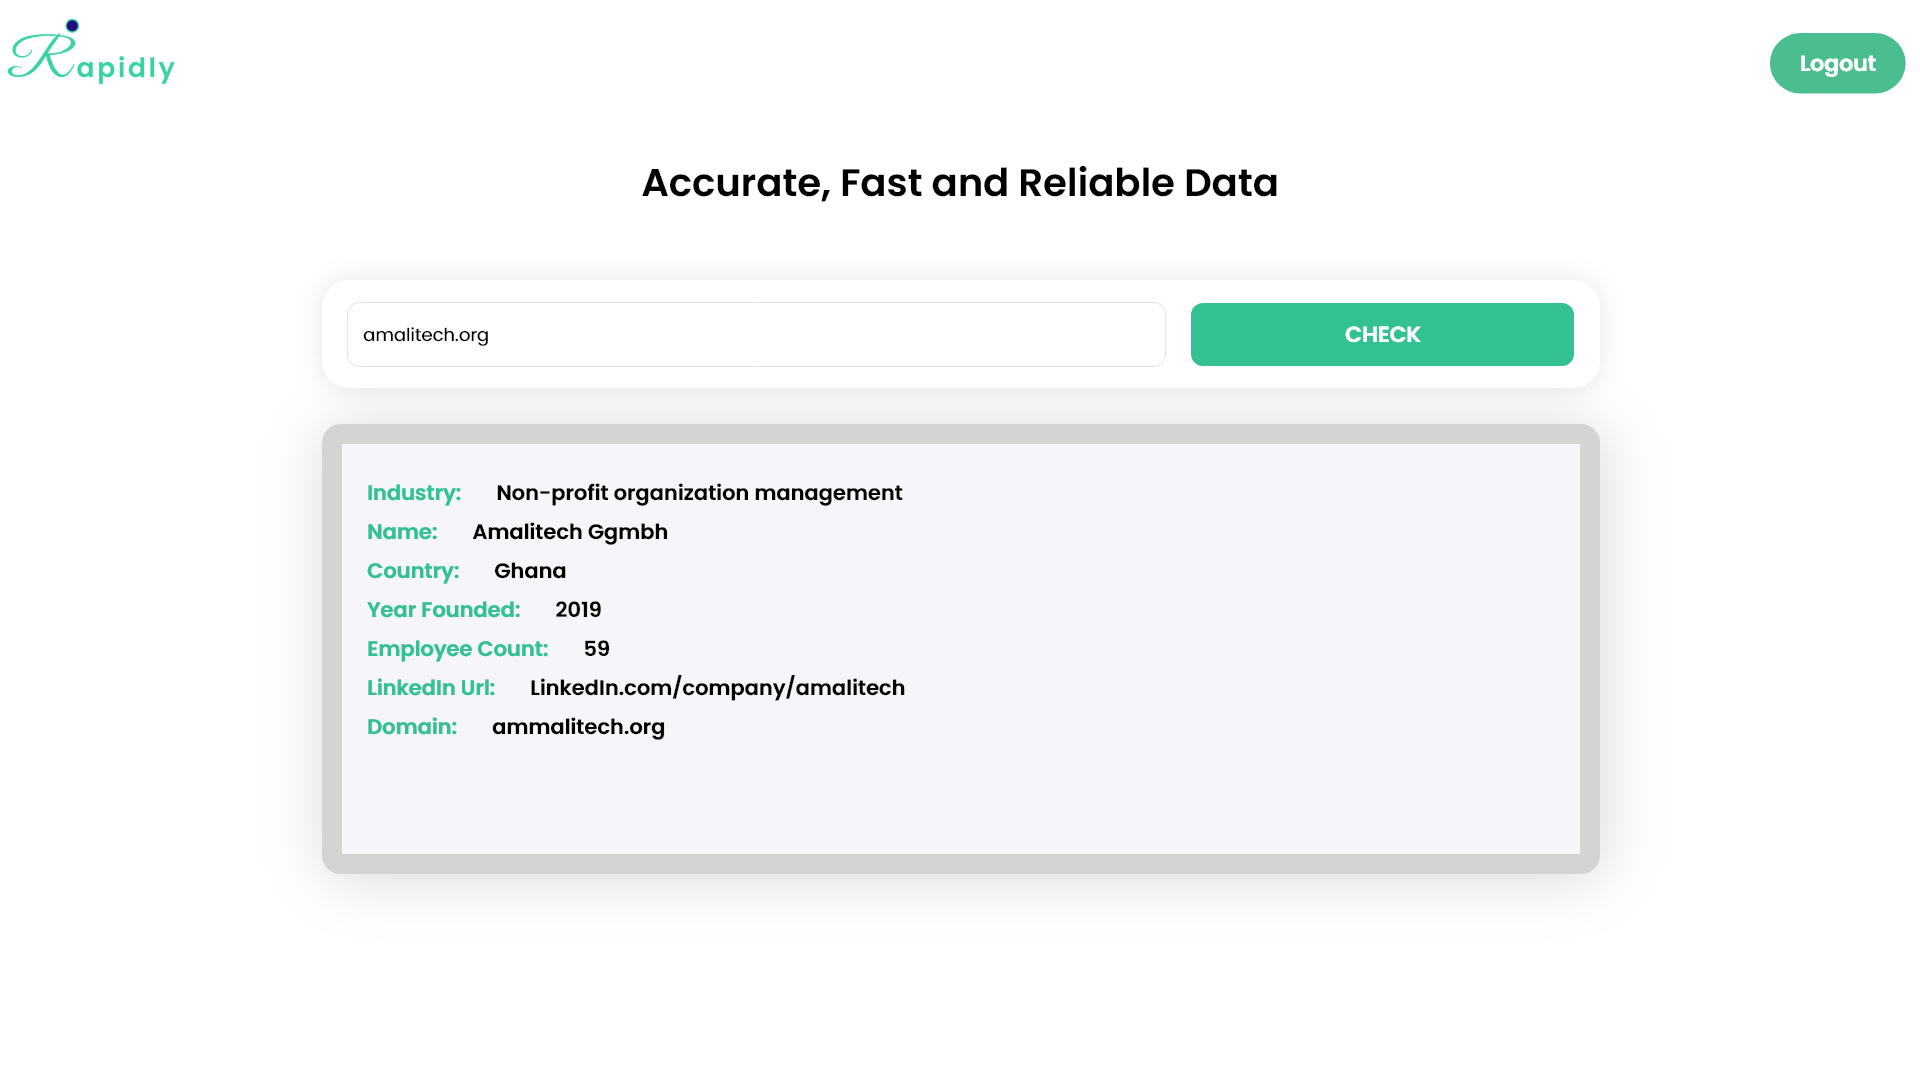 Rapidly
Logout
Accurate, Fast and Reliable Data
amalitech.org
CHECK
Industry: Non-profit organization management
Name: Amalitech Ggmbh
Country: Ghana
Year Founded: 2019
Employee Count: 59
LinkedIn Url: LinkedIn.com/company/amalitech
Domain: ammalitech.org